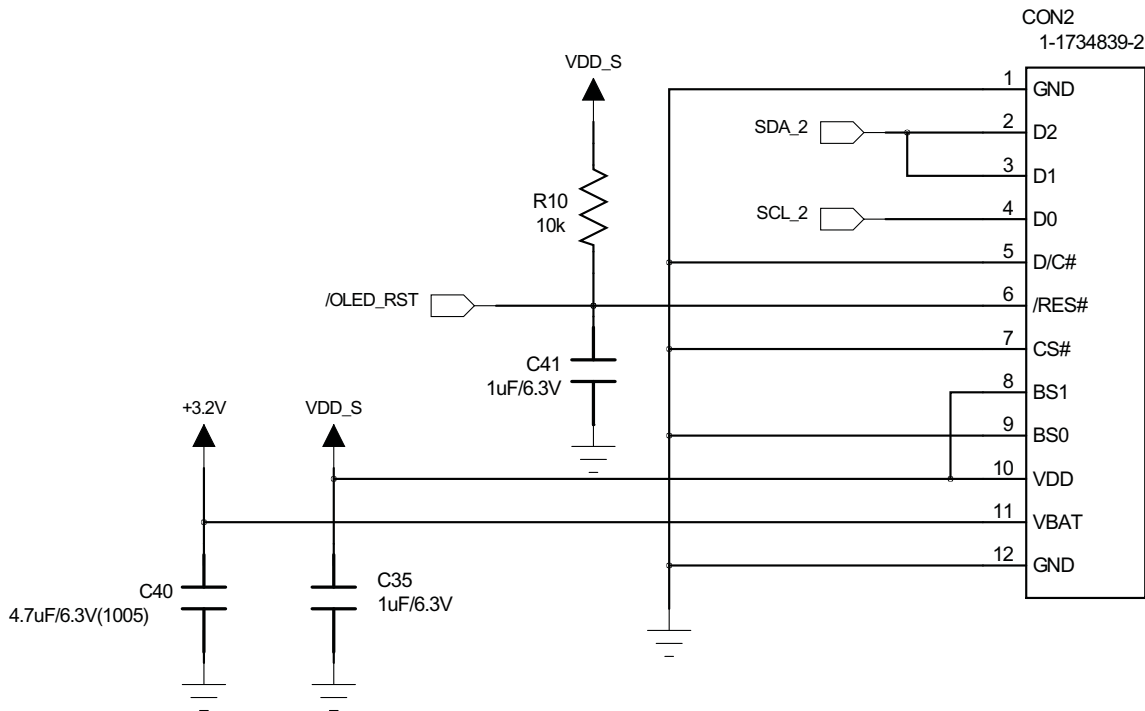 CON2
1-1734839-2
VDD_S
1
GND
SDA_2
2
D2
3
D1
R10
10k
SCL_2
4
D0
5
D/C#
/OLED_RST
6
/RES#
7
CS#
C41
1uF/6.3V
8
BS1
+3.2V
VDD_S
9
BS0
10
VDD
11
VBAT
12
GND
C40
4.7uF/6.3V(1005)
C35
1uF/6.3V